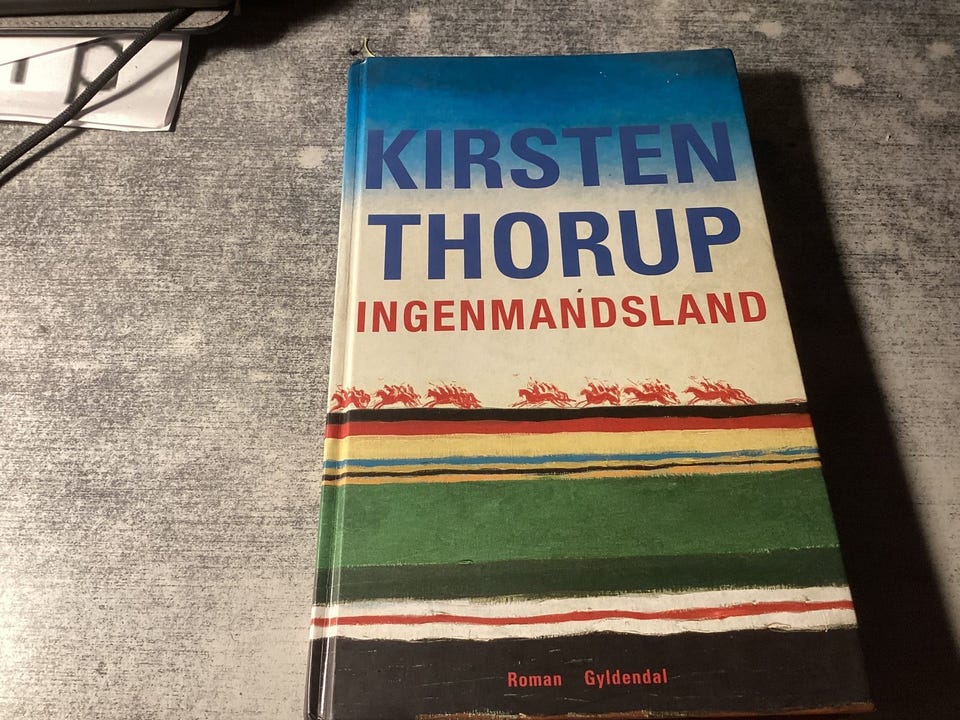 KIRSTEN
THORUP
INGENMANDSLAND
Roman Gyldendal